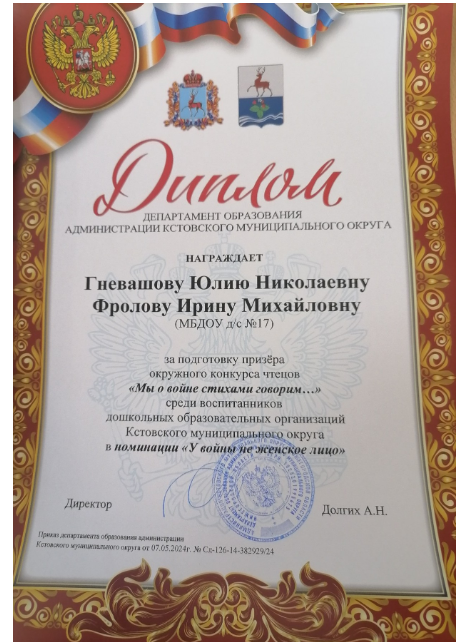 Диплом
ДЕПАРТАМЕНТ ОБРАЗОВАНИЯ
АДМИНИСТРАЦИИ КСТОВСКОГО МУНИЦИПАЛЬНОГО ОКРУГА
НАГРАЖДАЕТ
Гневашову Юлию Николаевну
Фролову Ирину Михайловну
(МБДОУ д/с №17)
за подготовку призёра
окружного конкурса чтецов
«Мы о войне стихами говорим…»
среди воспитанников
дошкольных образовательных организаций
Кстовского муниципального округа
в номинации «У войны не женское лицо»
Директор
Долгих А.Н.
Приказ департамента образования администрации
Кстовского муниципального округа от 07.05.2024г. № Сл-126-14-382929/24